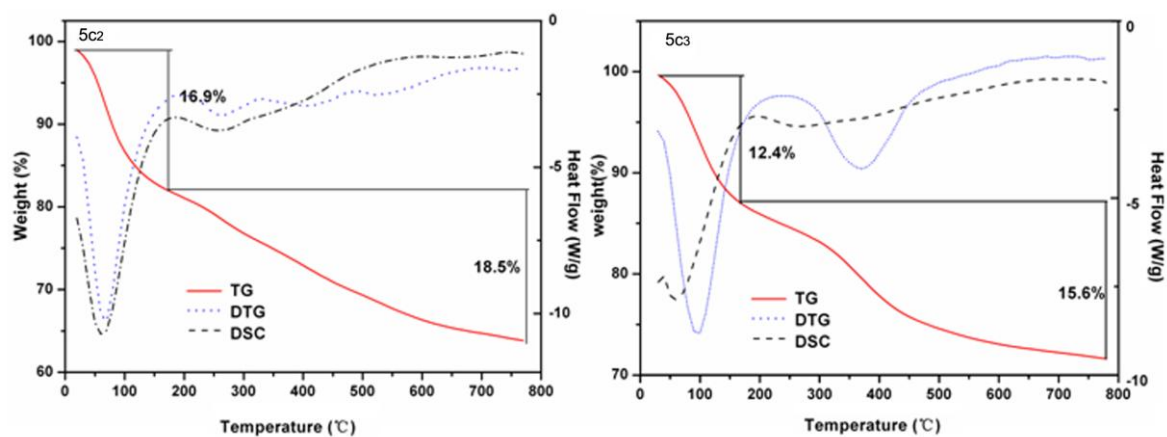 5c2
100
90
80
70
60
Weight (%)
0
-5
-10
Heat Flow (W/g)
16.9%
18.5%
TG
DTG
DSC
0 100 200 300 400 500 600 700 800
Temperature (℃)
5c3
100
90
80
70
weight(%)
0
-5
-10
Heat Flow (W/g)
12.4%
15.6%
TG
DTG
DSC
0 100 200 300 400 500 600 700 800
Temperature (℃)